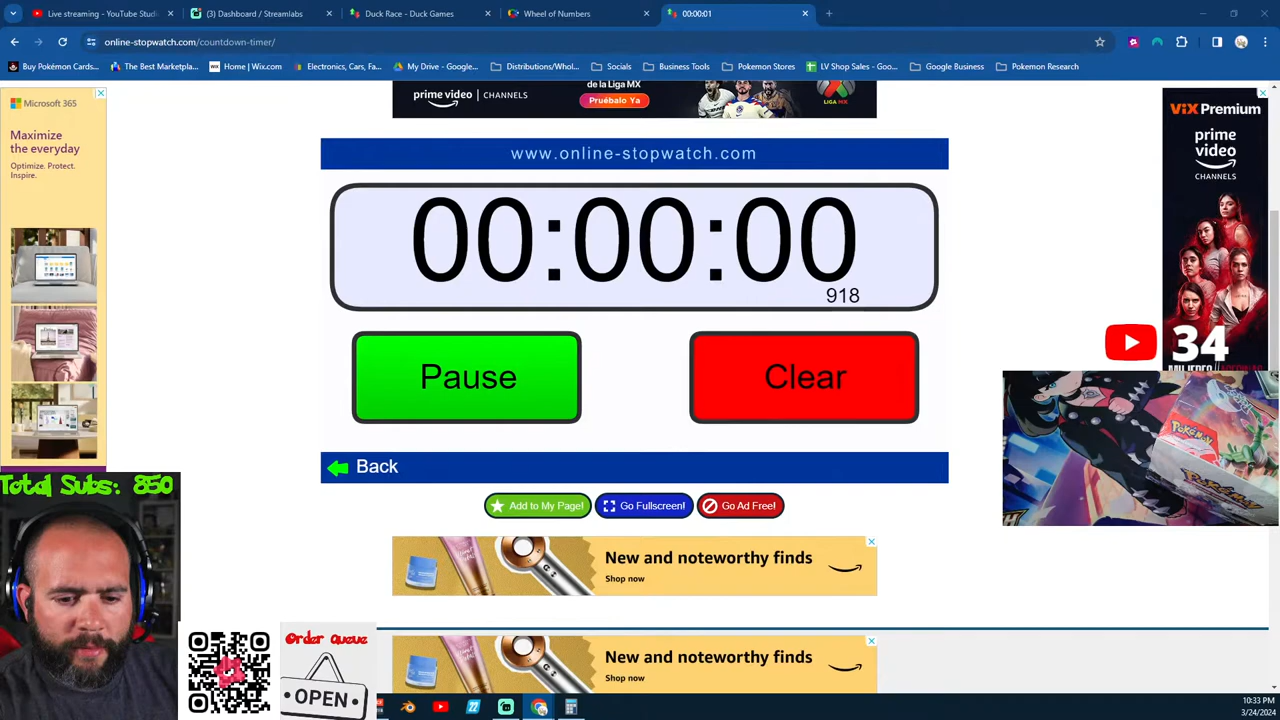 Live streaming - YouTube Studi
(3) Dashboard / Streamlabs
Duck Race - Duck Games
Wheel of Numbers
00:00:01
online-stopwatch.com/countdown-timer/
Buy Pokémon Cards...
The Best Marketpla...
WIX
Home | Wix.com
Electronics, Cars, Fa...
My Drive - Google...
Distributions/Whol...
Socials
Business Tools
Pokemon Stores
LV Shop Sales - Goo...
Google Business
Pokemon Research
Microsoft 365
Maximize
the everyday
Optimize. Protect.
Inspire.
prime video | CHANNELS
de la Liga MX
Pruébalo Ya
LIGA MX
ViX Premium
prime
video
CHANNELS
34
www.online-stopwatch.com
00:00:00
918
Pause
Clear
Back
Add to My Page!
Go Fullscreen!
Go Ad Free!
New and noteworthy finds
Shop now
New and noteworthy finds
Shop now
Total Subs: 850
Order Queue
OPEN
Pokémon
Pokémon
10:33 PM
3/24/2024